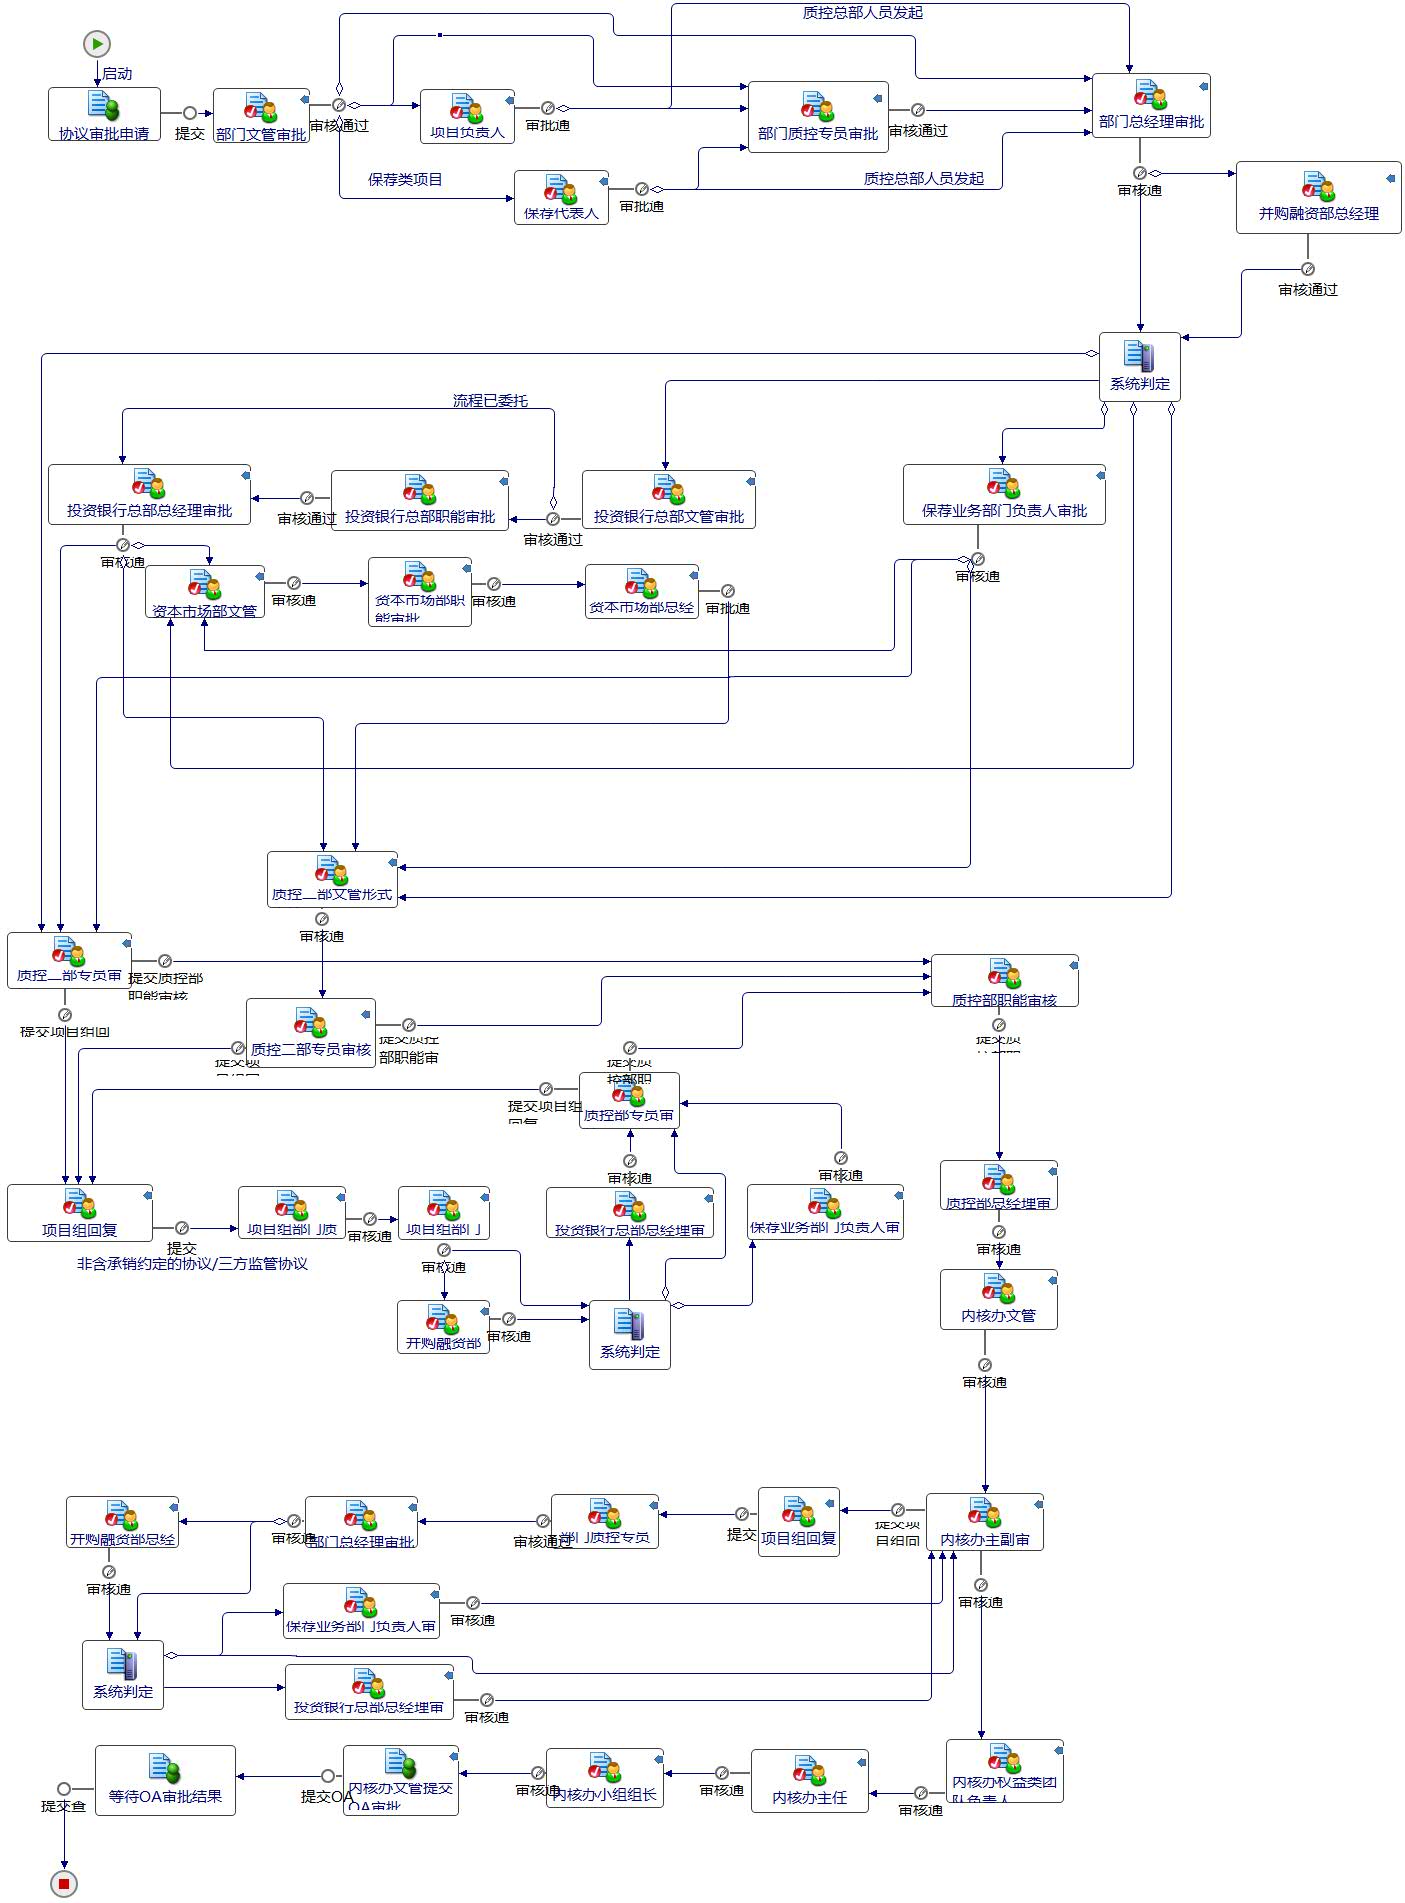 质控总部人员发起
启动
协议审批申请
提交
部门文管审批
审核通过
项目负责人
审批通
部门质控专员审批
审核通过
部门总经理审批
保荐类项目
保荐代表人
审批通
质控总部人员发起
审核通
并购融资部总经理
审核通过
系统判定
流程已委托
投资银行总部总经理审批
审核通过
投资银行总部职能审批
审核通过
投资银行总部文管审批
保荐业务部门负责人审批
审核通
审核通
资本市场部文管
审核通
资本市场部职
能审批
审核通
资本市场部总经
审批通
质控二部文管形式
审核通
质控二部专员审
提交质控部
职能审核
质控部职能审核
提交项目组回
质控二部专员审核
提交质控
部职能审
提交项
目组回
提交质
控部职
提交质
控部职
提交项目组
回复
质控部专员审
审核通
审核通
质控部总经理审
项目组回复
提交
项目组部门质
审核通
项目组部门
投资银行总部总经理审
保荐业务部门负责人审
非含承销约定的协议/三方监管协议
审核通
审核通
审核通
系统判定
内核办文管
审核通
部门总经理审批
审核通
审核通过
提交
项目组回复
提交项
目组回
内核办主副审
审核通
审核通
保荐业务部门负责人审
审核通
系统判定
投资银行总部总经理审
审核通
等待OA审批结果
提交OA
内核办文管提交
OA审批
审核通
内核办小组组长
审核通
内核办主任
审核通
内核办权益类团
队负责人
提交查